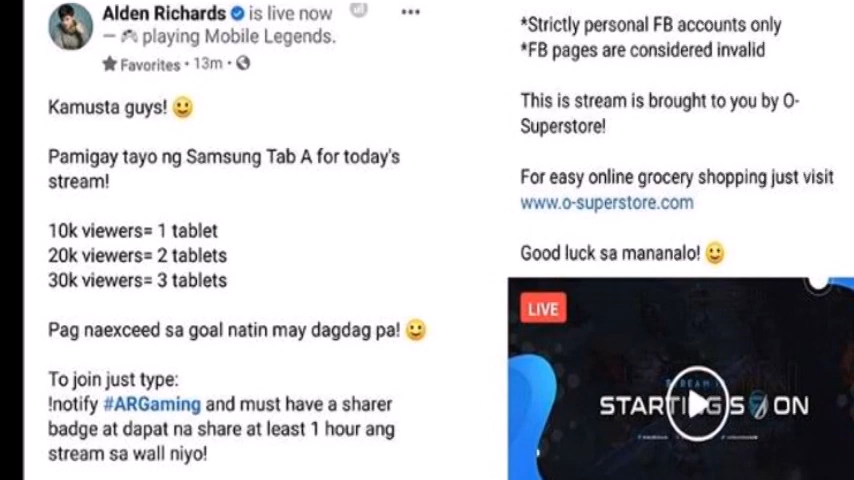 Alden Richards is live now
— 🎮 playing Mobile Legends.
Favorites · 13m ·
Kamusta guys! 🙂
Pamigay tayo ng Samsung Tab A for today's
stream!
10k viewers= 1 tablet
20k viewers= 2 tablets
30k viewers= 3 tablets
Pag naexceed sa goal natin may dagdag pa! 🙂
To join just type:
!notify #ARGaming and must have a sharer
badge at dapat na share at least 1 hour ang
stream sa wall niyo!
*Strictly personal FB accounts only
*FB pages are considered invalid
This is stream is brought to you by O-
Superstore!
For easy online grocery shopping just visit
www.o-superstore.com
Good luck sa mananalo! 🙂
LIVE
STREAM
STARTING SOON